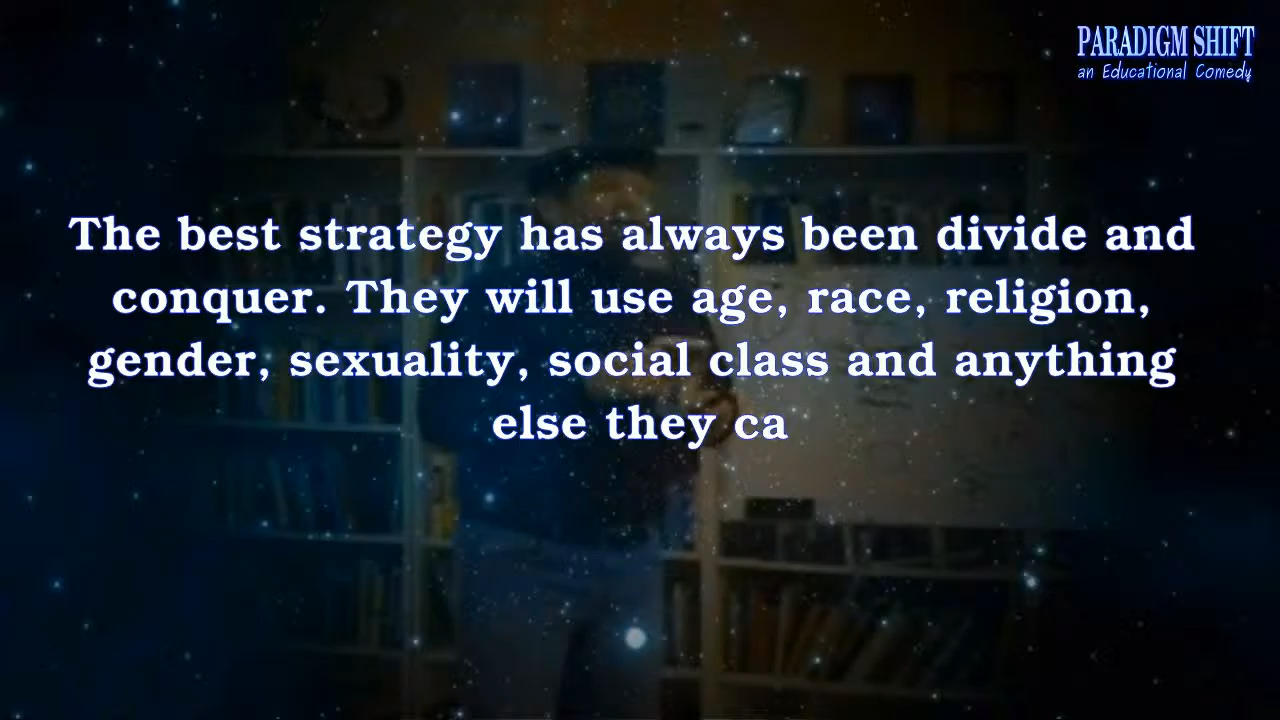 PARADIGM SHIFT
an Educational Comedy
The best strategy has always been divide and
conquer. They will use age, race, religion,
gender, sexuality, social class and anything
else they ca